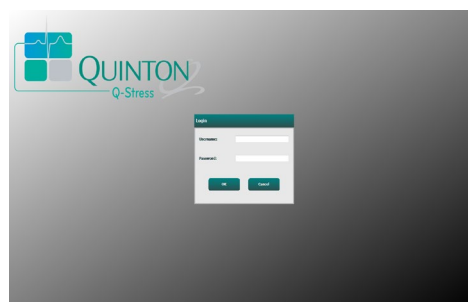 QUINTON
Q-Stress
Login
Username:
Password:
OK
Cancel